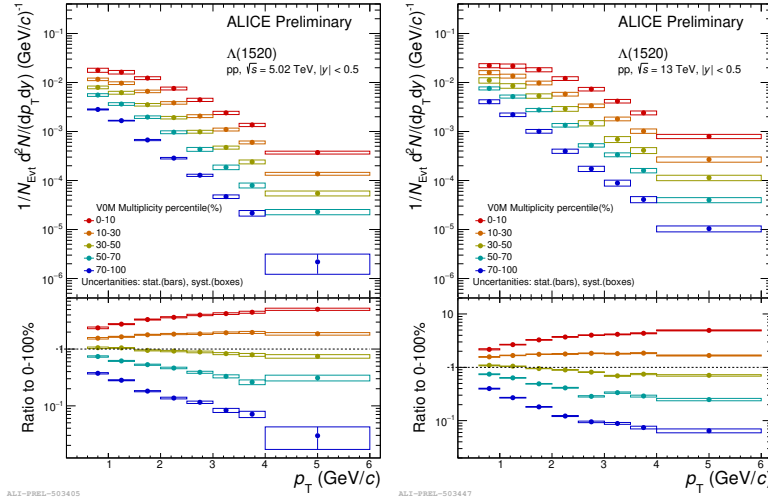 ALICE Preliminary
Λ(1520)
pp, √s = 5.02 TeV, |y| < 0.5
1/N_Evt d²N/(dp_T dy) (GeV/c)⁻¹
10⁻¹
10⁻²
10⁻³
10⁻⁴
10⁻⁵
10⁻⁶
V0M Multiplicity percentile(%)
0-10
10-30
30-50
50-70
70-100
Uncertanities: stat.(bars), syst.(boxes)
Ratio to 0-100%
1
10⁻¹
1 2 3 4 5 6
p_T (GeV/c)
ALI-PREL-503405
ALICE Preliminary
Λ(1520)
pp, √s = 13 TeV, |y| < 0.5
1/N_Evt d²N/(dp_T dy) (GeV/c)⁻¹
10⁻¹
10⁻²
10⁻³
10⁻⁴
10⁻⁵
10⁻⁶
V0M Multiplicity percentile(%)
0-10
10-30
30-50
50-70
70-100
Uncertanities: stat.(bars), syst.(boxes)
Ratio to 0-100%
10
1
10⁻¹
1 2 3 4 5 6
p_T (GeV/c)
ALI-PREL-503447